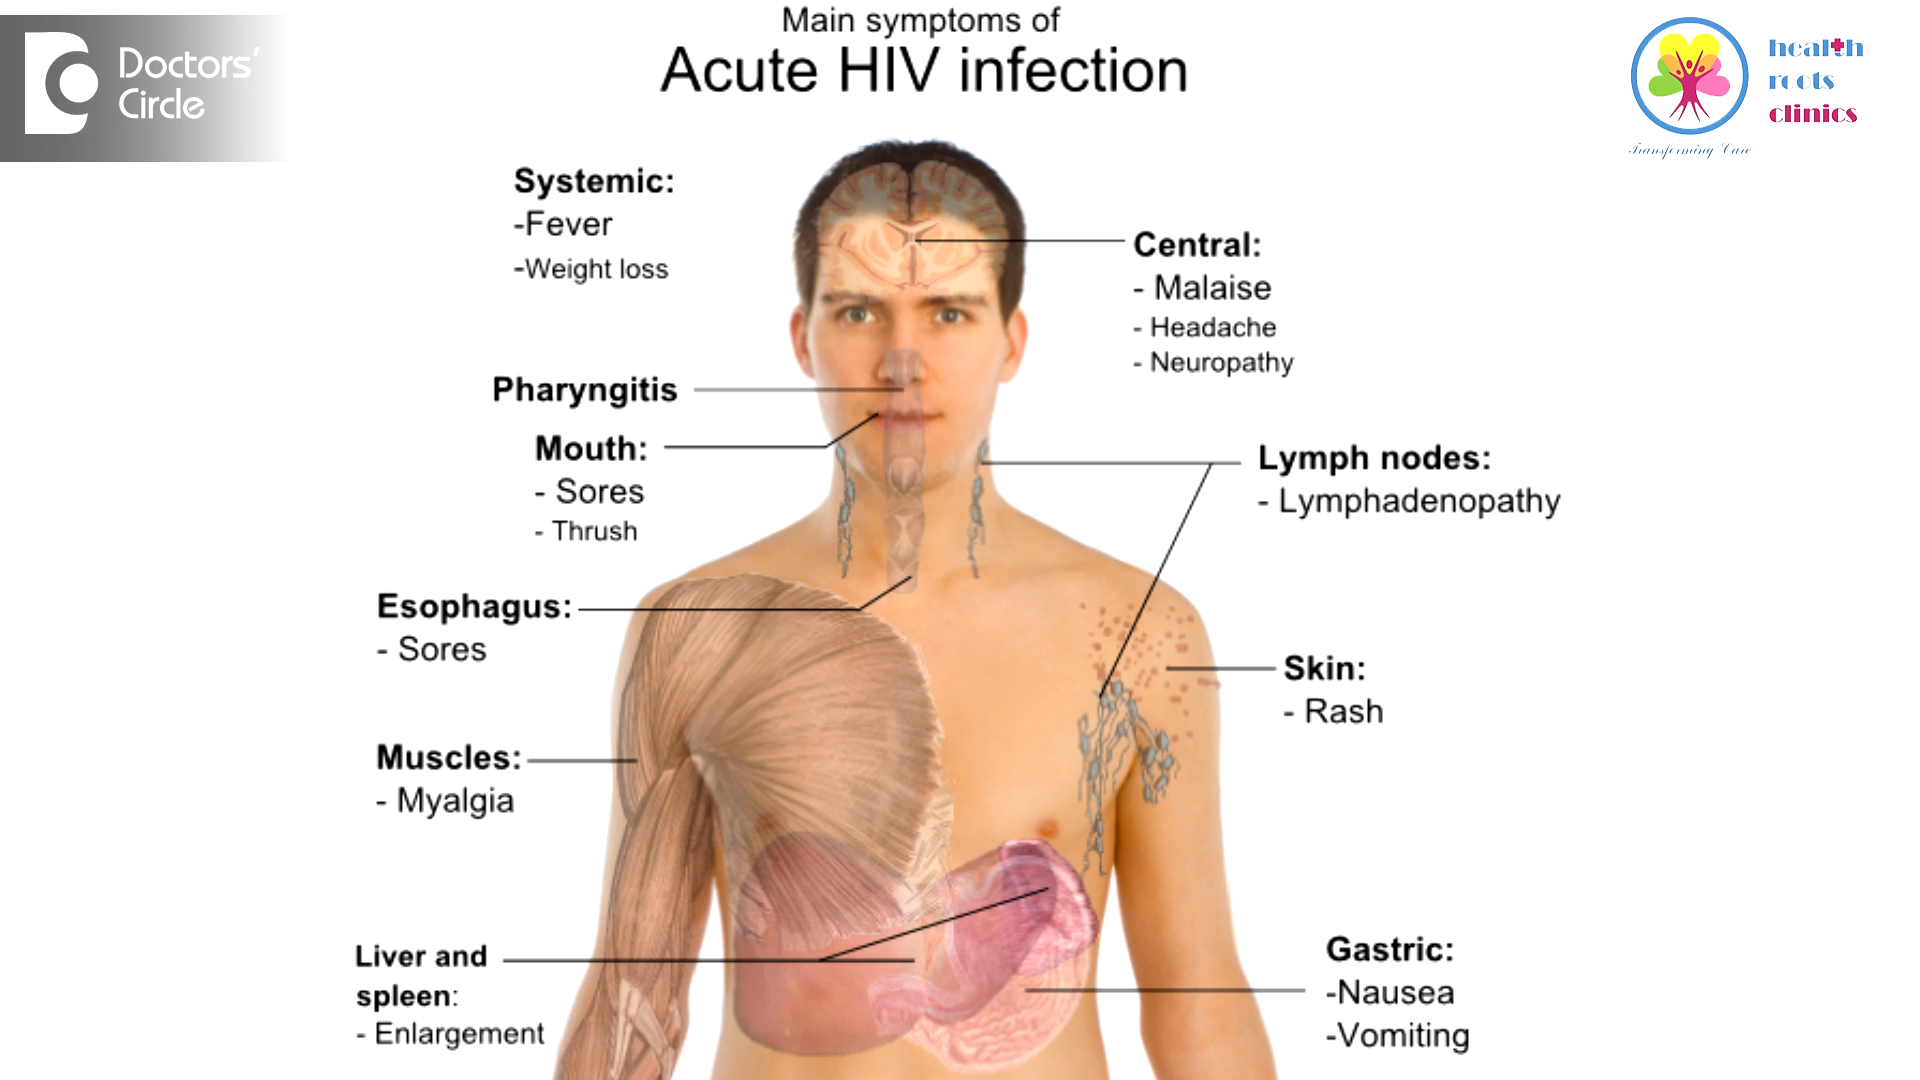 Doctors'
Circle
Main symptoms of
Acute HIV infection
health
roots
clinics
Transforming Care
Systemic:
-Fever
-Weight loss
Central:
- Malaise
- Headache
- Neuropathy
Pharyngitis
Mouth:
- Sores
- Thrush
Lymph nodes:
- Lymphadenopathy
Esophagus:
- Sores
Skin:
- Rash
Muscles:
- Myalgia
Liver and
spleen:
- Enlargement
Gastric:
-Nausea
-Vomiting